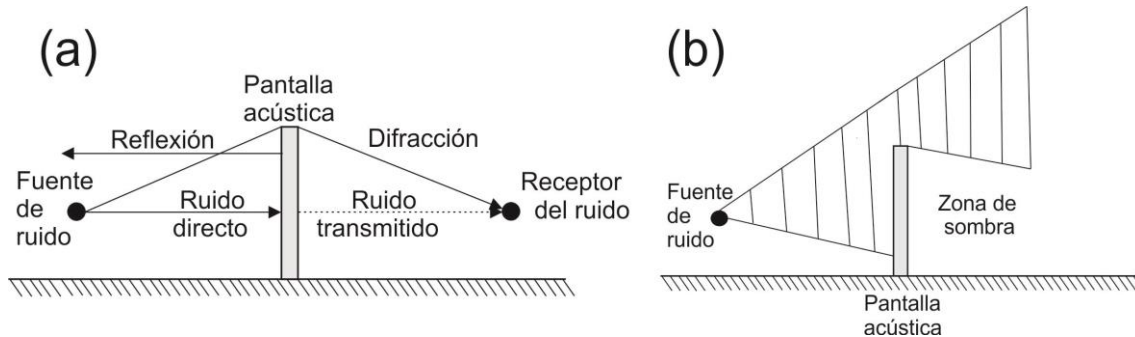 (a)
Pantalla
acústica
Reflexión
Difracción
Fuente
de
ruido
Ruido
directo
Ruido
transmitido
Receptor
del ruido
(b)
Fuente
de
ruido
Zona de
sombra
Pantalla
acústica